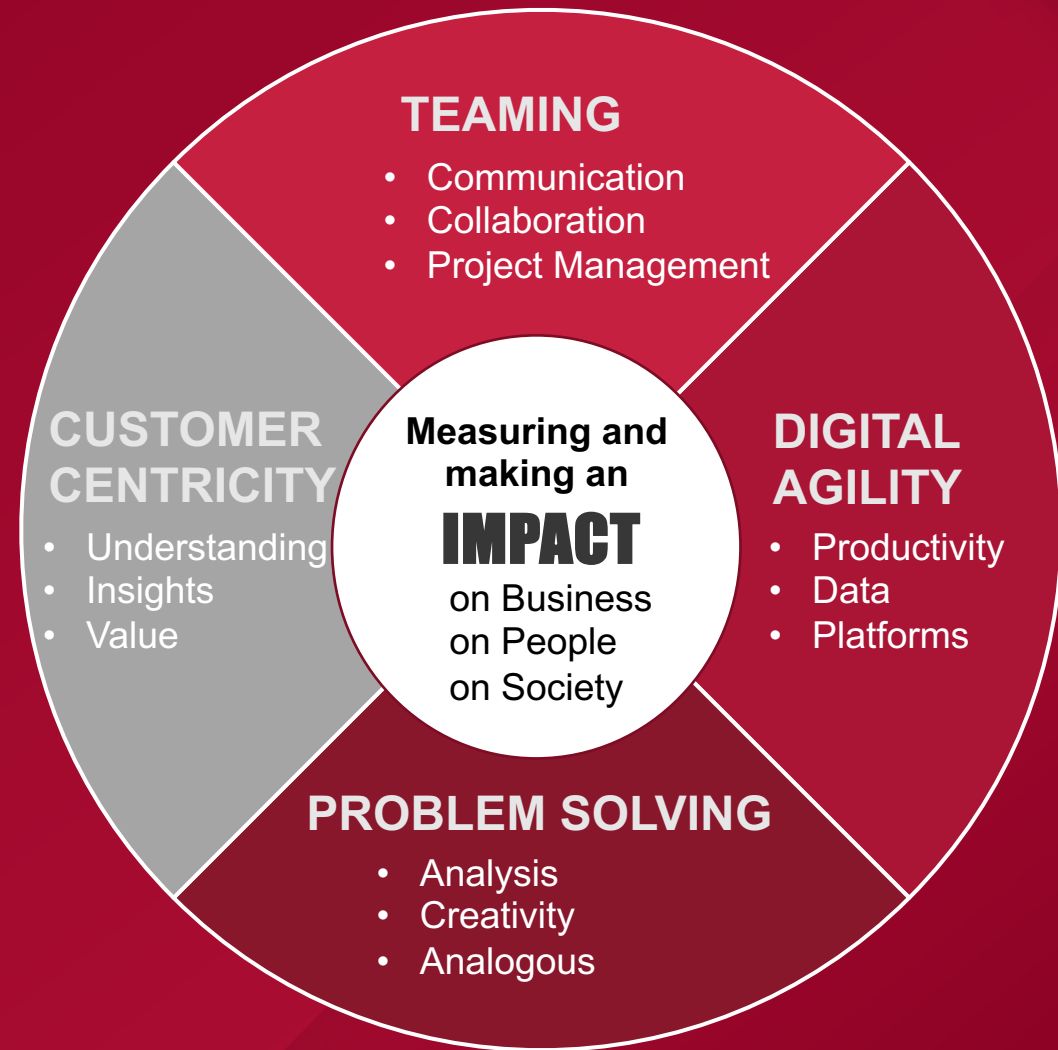 TEAMING
• Communication
• Collaboration
• Project Management
CUSTOMER
CENTRICITY
• Understanding
• Insights
• Value
Measuring and
making an
IMPACT
on Business
on People
on Society
DIGITAL
AGILITY
• Productivity
• Data
• Platforms
PROBLEM SOLVING
• Analysis
• Creativity
• Analogous